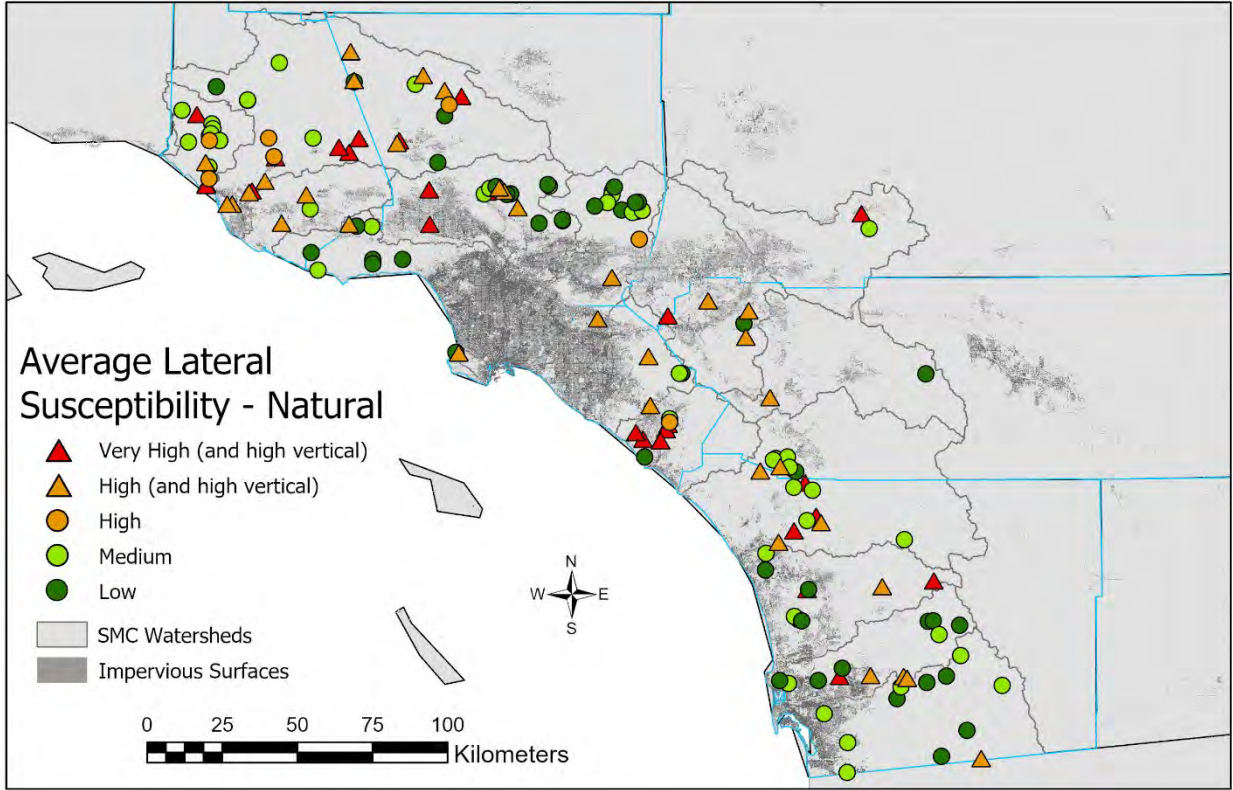 Average Lateral
Susceptibility - Natural
Very High (and high vertical)
High (and high vertical)
High
Medium
Low
SMC Watersheds
Impervious Surfaces
N
W E
S
0 25 50 75 100
Kilometers